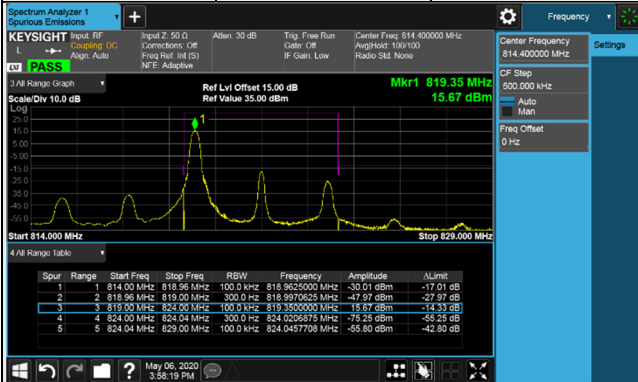 Spectrum Analyzer 1
Spurious Emissions
Frequency
KEYSIGHT
L
LXI
PASS
Input: RF
Coupling: DC
Align: Auto
Input Z: 50 Ω
Corrections: Off
Freq Ref: Int (S)
NFE: Adaptive
Atten: 30 dB
Trig: Free Run
Gate: Off
IF Gain: Low
Center Freq: 814.400000 MHz
Avg|Hold: 100/100
Radio Std: None
Center Frequency
814.400000 MHz
Settings
CF Step
500.000 kHz
Auto
Man
Freq Offset
0 Hz
3 All Range Graph
Scale/Div 10.0 dB
Ref Lvl Offset 15.00 dB
Ref Value 35.00 dBm
Mkr1 819.35 MHz
15.67 dBm
Log
25.0
15.0
5.00
-5.00
-15.0
-25.0
-35.0
-45.0
-55.0
1
Start 814.000 MHz
Stop 829.000 MHz
4 All Range Table
Spur Range Start Freq Stop Freq RBW Frequency Amplitude ΔLimit
1 1 814.00 MHz 818.96 MHz 100.0 kHz 818.9625000 MHz -30.01 dBm -17.01 dB
2 2 818.96 MHz 819.00 MHz 300.0 Hz 818.9970625 MHz -47.97 dBm -27.97 dB
3 3 819.00 MHz 824.00 MHz 100.0 kHz 819.3500000 MHz 15.67 dBm -14.33 dB
4 4 824.00 MHz 824.04 MHz 300.0 Hz 824.0206875 MHz -75.25 dBm -55.25 dB
5 5 824.04 MHz 829.00 MHz 100.0 kHz 824.0457708 MHz -55.80 dBm -42.80 dB
?
May 06, 2020
3:58:19 PM